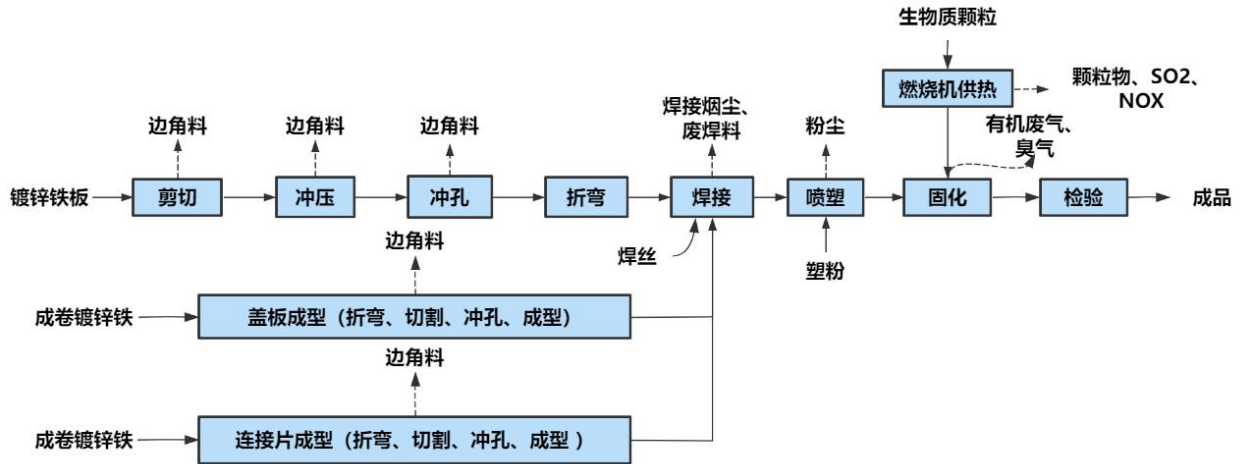 生物质颗粒
燃烧机供热
颗粒物、SO2、
NOX
有机废气、
臭气
边角料
边角料
边角料
焊接烟尘、
废焊料
粉尘
镀锌铁板
剪切
冲压
冲孔
折弯
焊接
喷塑
固化
检验
成品
焊丝
塑粉
边角料
成卷镀锌铁
盖板成型（折弯、切割、冲孔、成型）
边角料
成卷镀锌铁
连接片成型（折弯、切割、冲孔、成型 ）